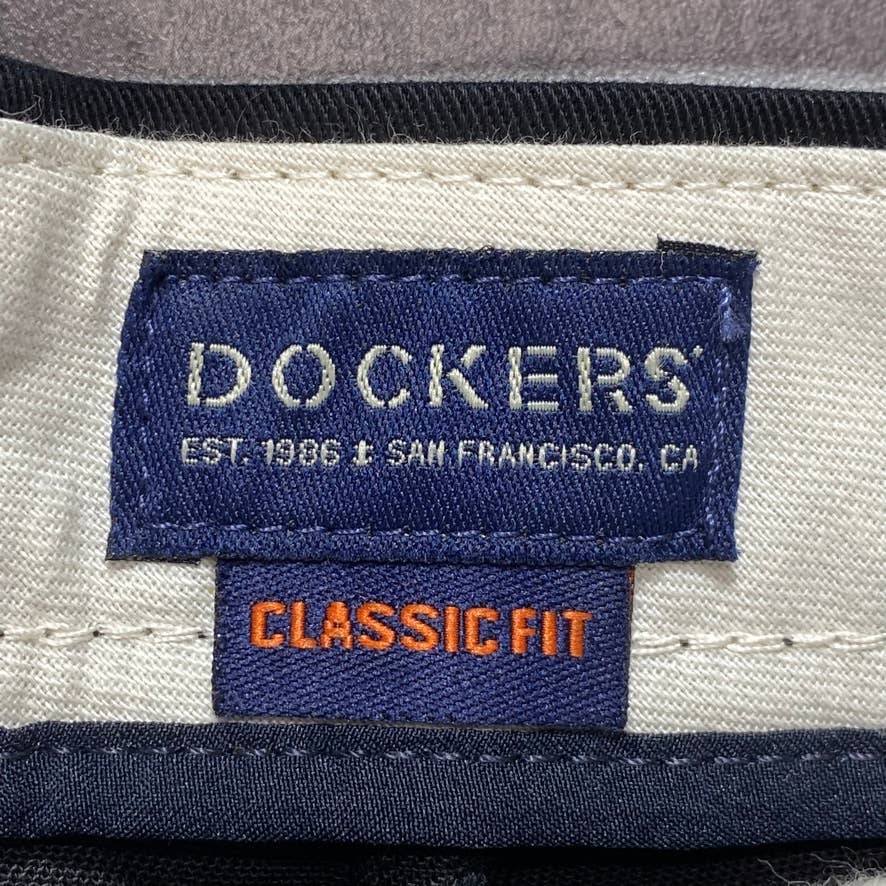 DOCKERS
EST. 1986 SAN FRANCISCO, CA
CLASSIC FIT